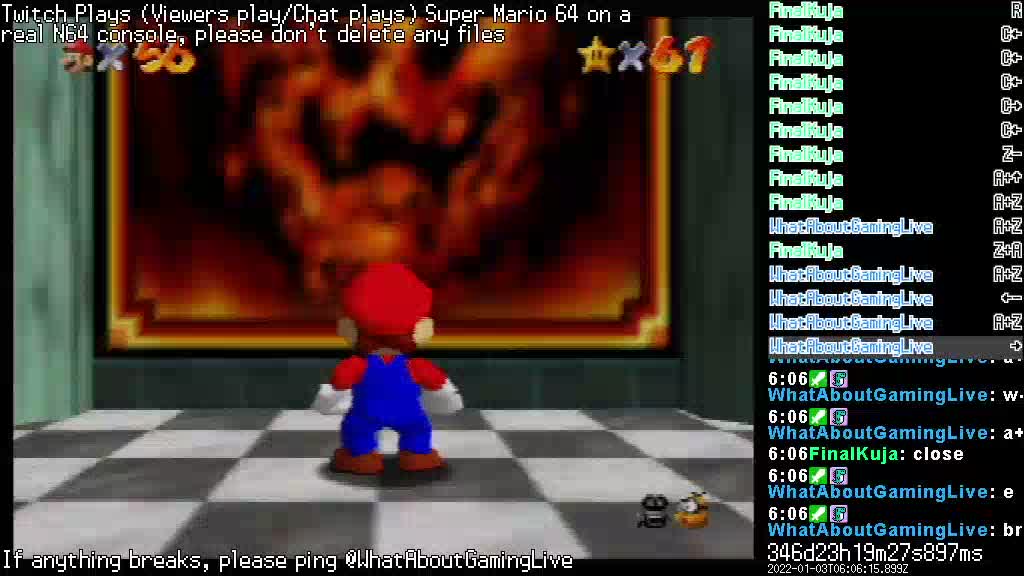 Twitch Plays (Viewers play/Chat plays) Super Mario 64 on a
real N64 console, please don't delete any files
56
61
If anything breaks, please ping @WhatAboutGamingLive
FinalKuja R
FinalKuja C+
FinalKuja C+
FinalKuja C+
FinalKuja C+
FinalKuja C+
FinalKuja Z-
FinalKuja A+↑
FinalKuja A+Z
WhatAboutGamingLive A+Z
FinalKuja Z+A
WhatAboutGamingLive A+Z
WhatAboutGamingLive ←-
WhatAboutGamingLive A+Z
WhatAboutGamingLive →
WhatAboutGamingLive: a+
6:06
WhatAboutGamingLive: w-
6:06
WhatAboutGamingLive: a+
6:06 FinalKuja: close
6:06
WhatAboutGamingLive: e
6:06
WhatAboutGamingLive: br
346d23h19m27s897ms
2022-01-03T06:06:15.899Z